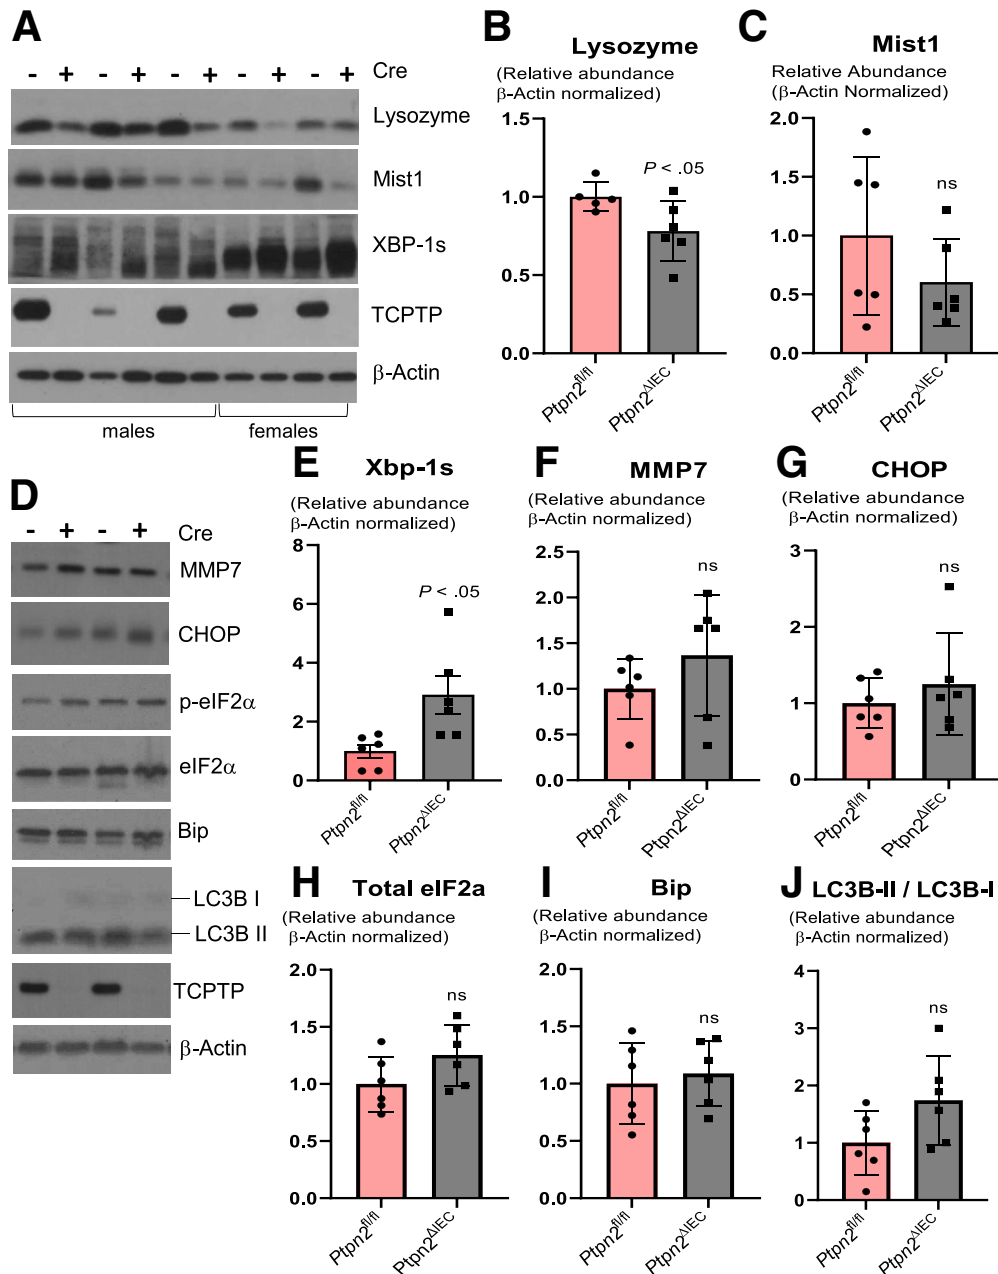 A
- + - + - + - + - + Cre
Lysozyme
Mist1
XBP-1s
TCPTP
β-Actin
males females
B
Lysozyme
(Relative abundance
β-Actin normalized)
1.5
1.0
0.5
0.0
P < .05
Ptpn2fl/fl
Ptpn2ΔIEC
C
Mist1
Relative Abundance
(β-Actin Normalized)
2.0
1.5
1.0
0.5
0.0
ns
Ptpn2fl/fl
Ptpn2ΔIEC
D
- + - + Cre
MMP7
CHOP
p-eIF2α
eIF2α
Bip
LC3B I
LC3B II
TCPTP
β-Actin
E
Xbp-1s
(Relative abundance
β-Actin normalized)
8
6
4
2
0
P < .05
Ptpn2fl/fl
Ptpn2ΔIEC
F
MMP7
(Relative abundance
β-Actin normalized)
2.5
2.0
1.5
1.0
0.5
0.0
ns
Ptpn2fl/fl
Ptpn2ΔIEC
G
CHOP
(Relative abundance
β-Actin normalized)
3
2
1
0
ns
Ptpn2fl/fl
Ptpn2ΔIEC
H
Total eIF2a
(Relative abundance
β-Actin normalized)
2.0
1.5
1.0
0.5
0.0
ns
Ptpn2fl/fl
Ptpn2ΔIEC
I
Bip
(Relative abundance
β-Actin normalized)
2.0
1.5
1.0
0.5
0.0
ns
Ptpn2fl/fl
Ptpn2ΔIEC
J
LC3B-II / LC3B-I
(Relative abundance
β-Actin normalized)
4
3
2
1
0
ns
Ptpn2fl/fl
Ptpn2ΔIEC